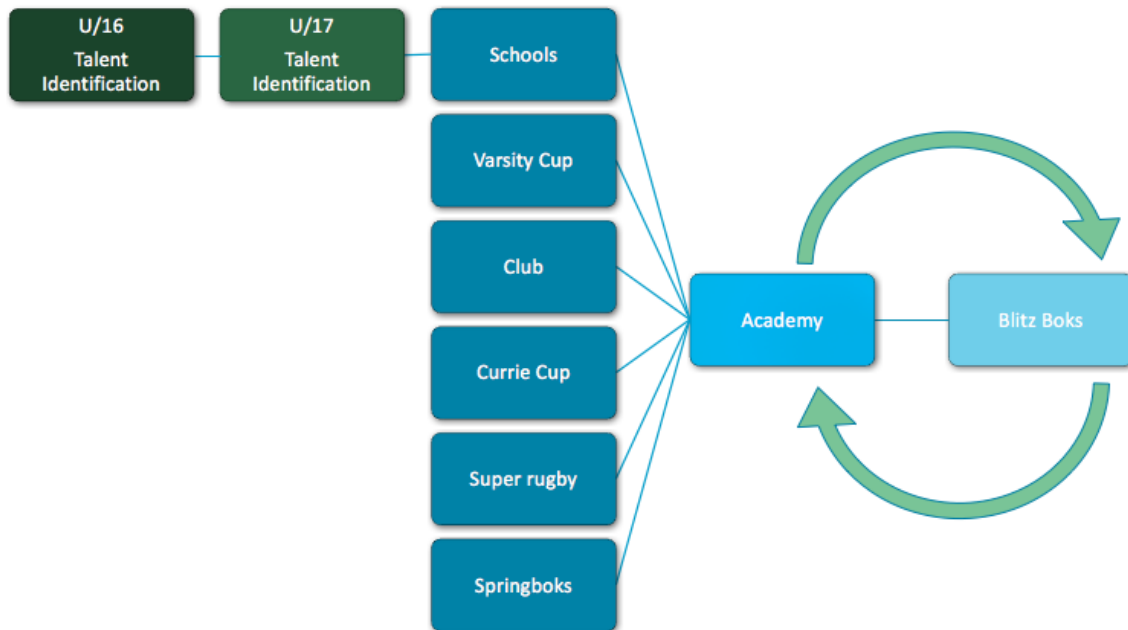 U/16
Talent
Identification
U/17
Talent
Identification
Schools
Varsity Cup
Club
Currie Cup
Super rugby
Springboks
Academy
Blitz Boks